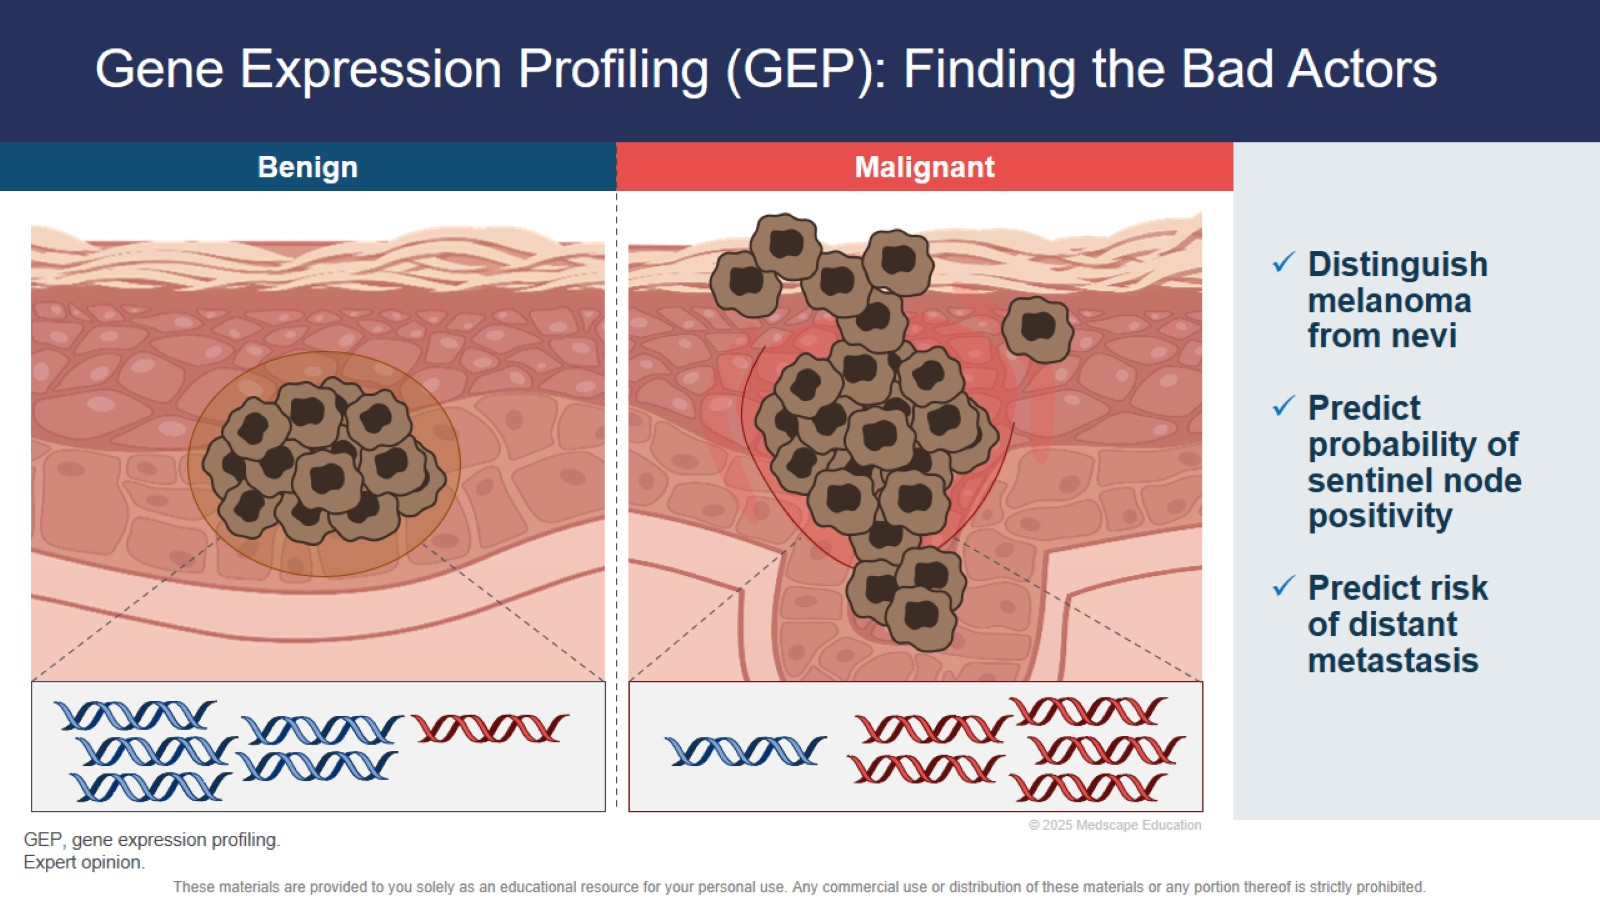 Gene Expression Profiling (GEP): Finding the Bad Actors
Benign
Malignant
✓ Distinguish
melanoma
from nevi
✓ Predict
probability of
sentinel node
positivity
✓ Predict risk
of distant
metastasis
© 2025 Medscape Education
GEP, gene expression profiling.
Expert opinion.
These materials are provided to you solely as an educational resource for your personal use. Any commercial use or distribution of these materials or any portion thereof is strictly prohibited.